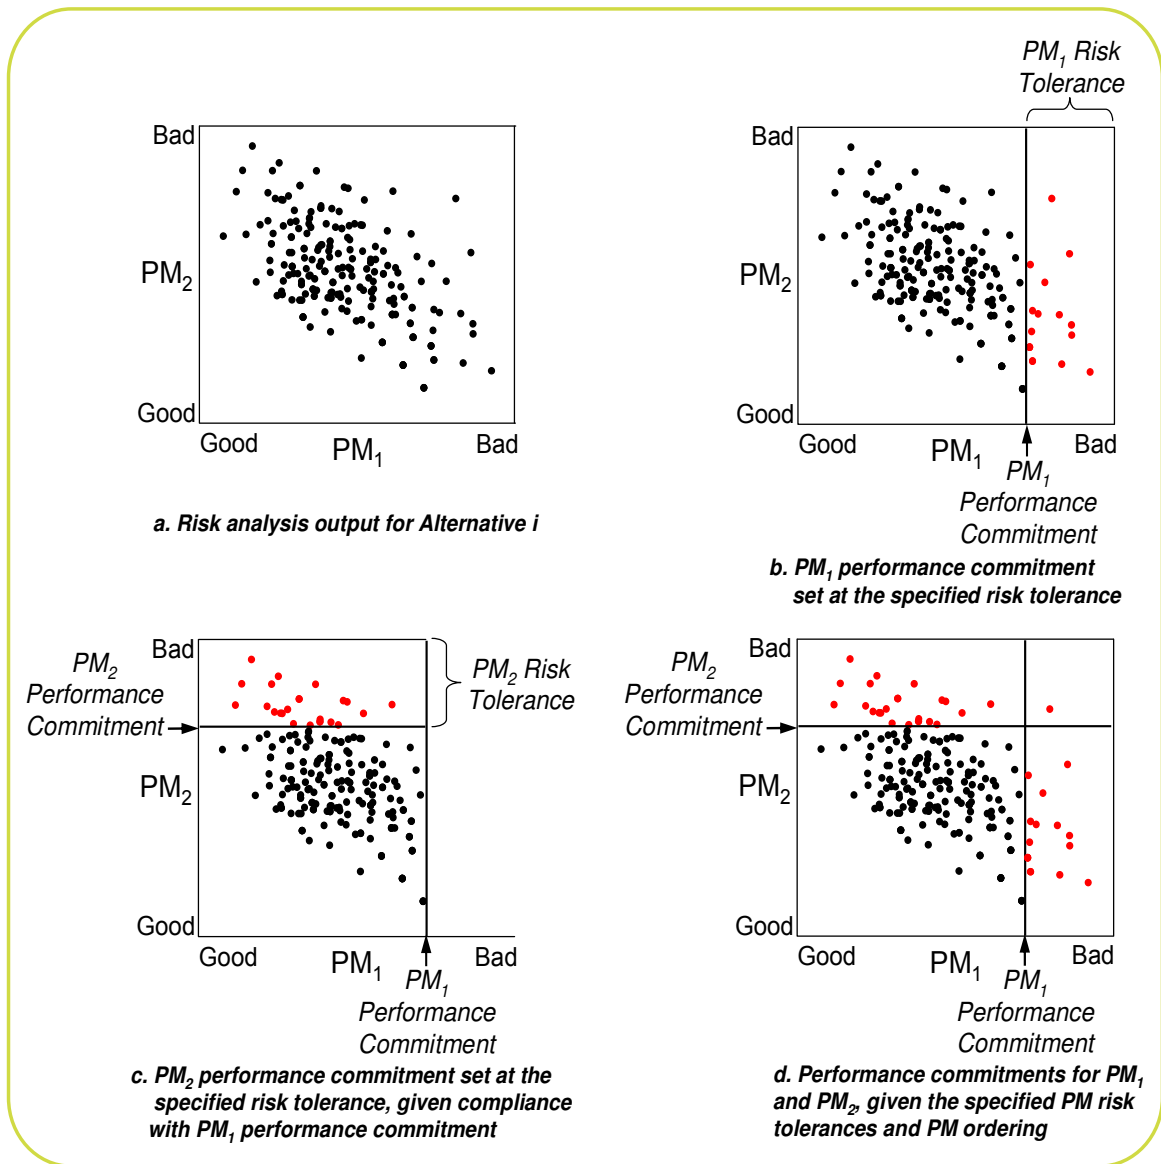 Bad
PM2
Good
Good
PM1
Bad
a. Risk analysis output for Alternative i
PM1 Risk
Tolerance
Bad
PM2
Good
Good
PM1
Bad
PM1
Performance
Commitment
b. PM1 performance commitment
set at the specified risk tolerance
Bad
PM2
Performance
Commitment
PM2 Risk
Tolerance
PM2
Good
Good
PM1
Bad
PM1
Performance
Commitment
c. PM2 performance commitment set at the
specified risk tolerance, given compliance
with PM1 performance commitment
Bad
PM2
Performance
Commitment
PM2
Good
Good
PM1
Bad
PM1
Performance
Commitment
d. Performance commitments for PM1
and PM2, given the specified PM risk
tolerances and PM ordering